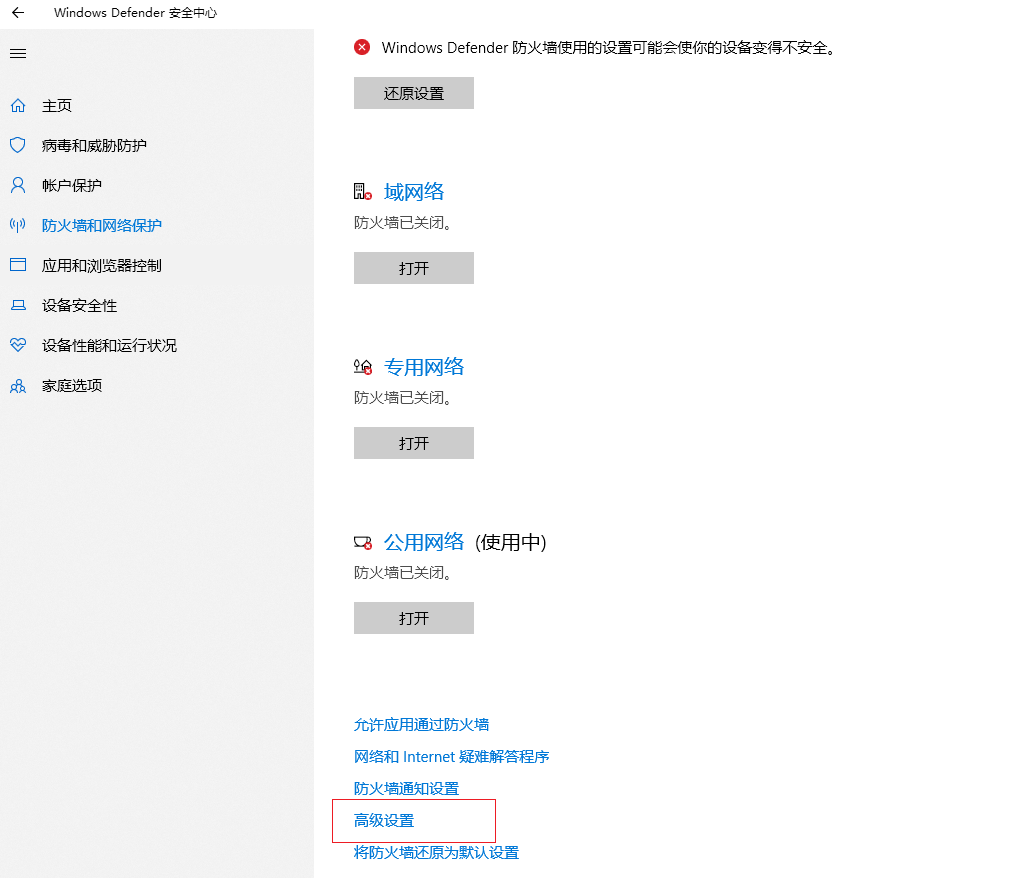 Windows Defender 安全中心
主页
病毒和威胁防护
帐户保护
防火墙和网络保护
应用和浏览器控制
设备安全性
设备性能和运行状况
家庭选项
Windows Defender 防火墙使用的设置可能会使你的设备变得不安全。
还原设置
域网络
防火墙已关闭。
打开
专用网络
防火墙已关闭。
打开
公用网络 (使用中)
防火墙已关闭。
打开
允许应用通过防火墙
网络和 Internet 疑难解答程序
防火墙通知设置
高级设置
将防火墙还原为默认设置